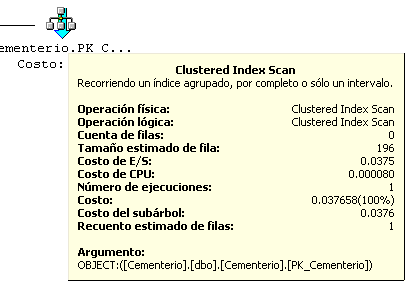 ementerio.PK C...
Costo:
Clustered Index Scan
Recorriendo un índice agrupado, por completo o sólo un intervalo.
Operación física: Clustered Index Scan
Operación lógica: Clustered Index Scan
Cuenta de filas: 0
Tamaño estimado de fila: 196
Costo de E/S: 0.0375
Costo de CPU: 0.000080
Número de ejecuciones: 1
Costo: 0.037658(100%)
Costo del subárbol: 0.0376
Recuento estimado de filas: 1
Argumento:
OBJECT:([Cementerio].[dbo].[Cementerio].[PK_Cementerio])